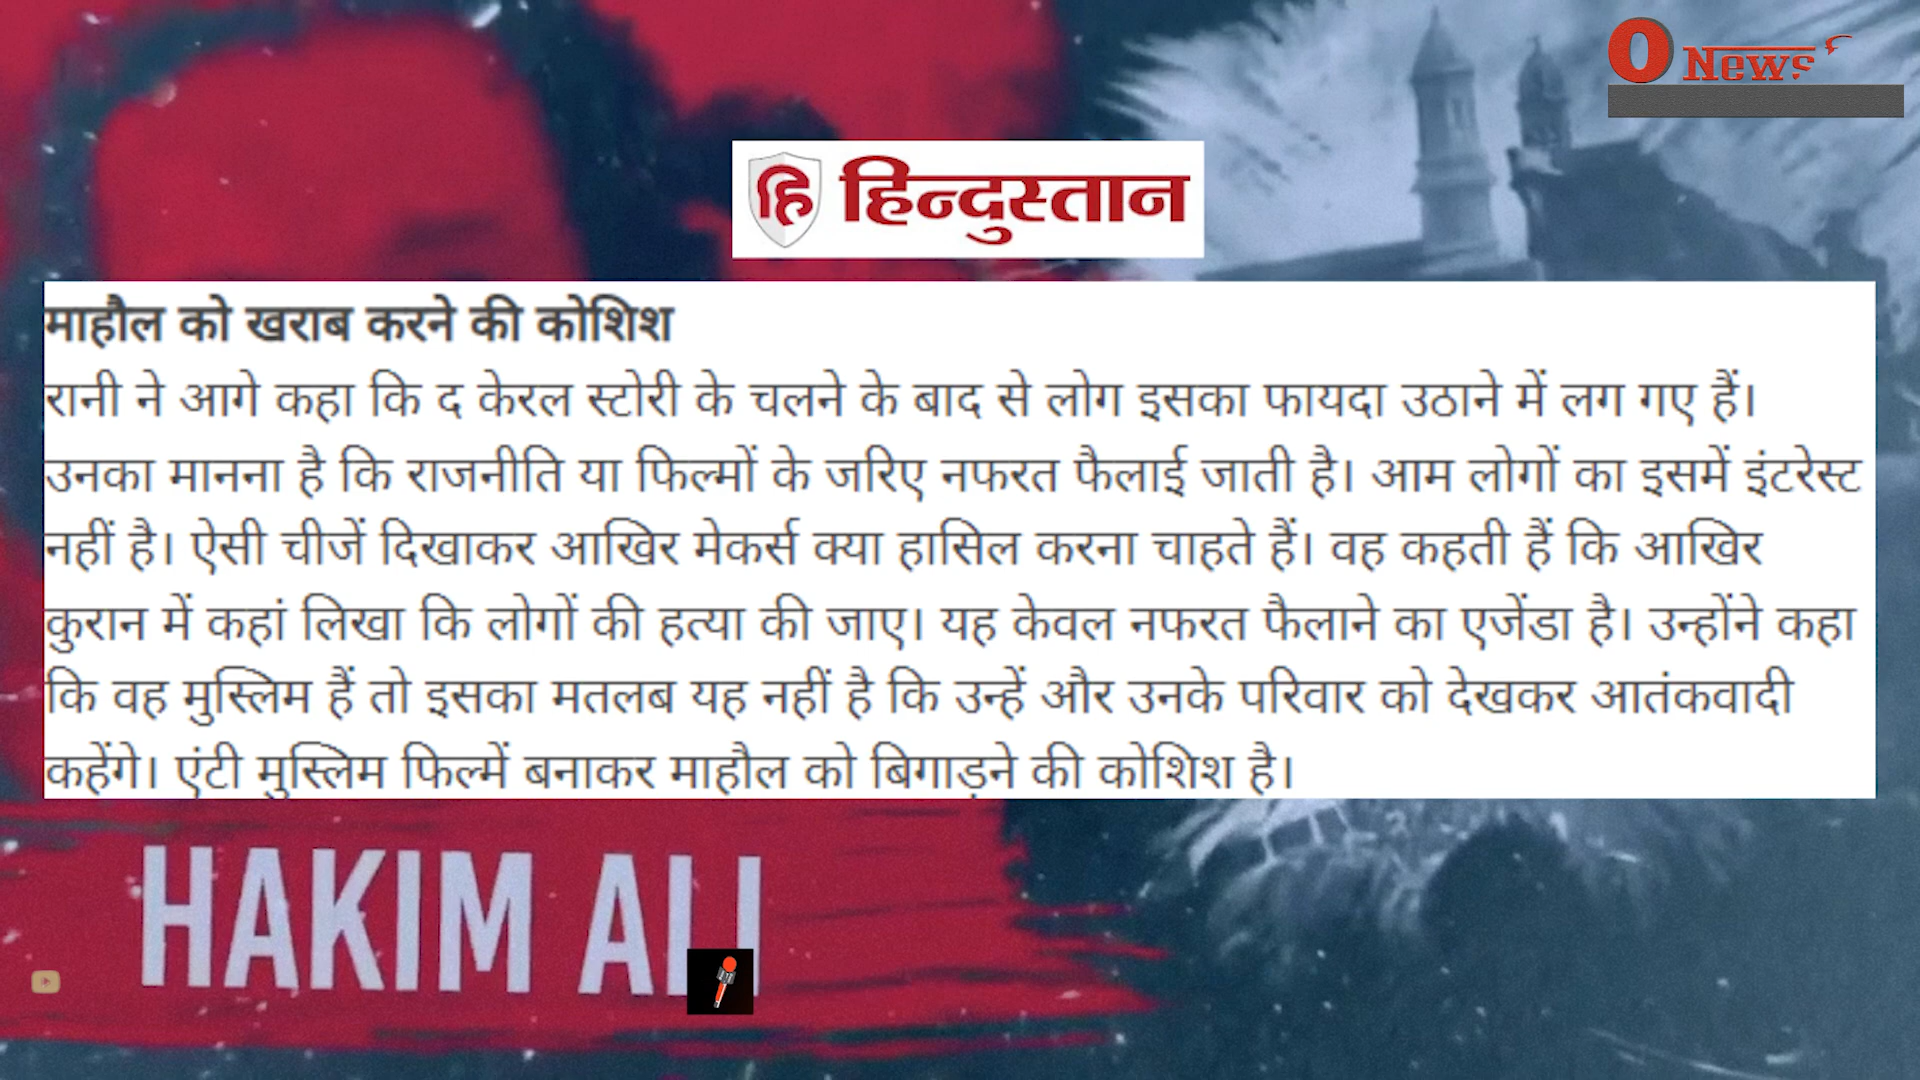 O News
हि हिन्दुस्तान
माहौल को खराब करने की कोशिश
रानी ने आगे कहा कि द केरल स्टोरी के चलने के बाद से लोग इसका फायदा उठाने में लग गए हैं।
उनका मानना है कि राजनीति या फिल्मों के जरिए नफरत फैलाई जाती है। आम लोगों का इसमें इंटरेस्ट
नहीं है। ऐसी चीजें दिखाकर आखिर मेकर्स क्या हासिल करना चाहते हैं। वह कहती हैं कि आखिर
कुरान में कहां लिखा कि लोगों की हत्या की जाए। यह केवल नफरत फैलाने का एजेंडा है। उन्होंने कहा
कि वह मुस्लिम हैं तो इसका मतलब यह नहीं है कि उन्हें और उनके परिवार को देखकर आतंकवादी
कहेंगे। एंटी मुस्लिम फिल्में बनाकर माहौल को बिगाड़ने की कोशिश है।
HAKIM ALI